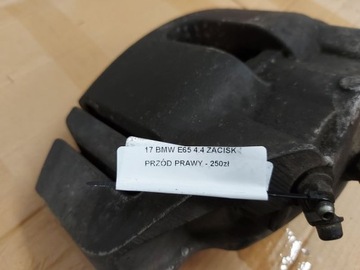 17 BMW E65 4.4 ZACISK
PRZÓD PRAWY - 250zł